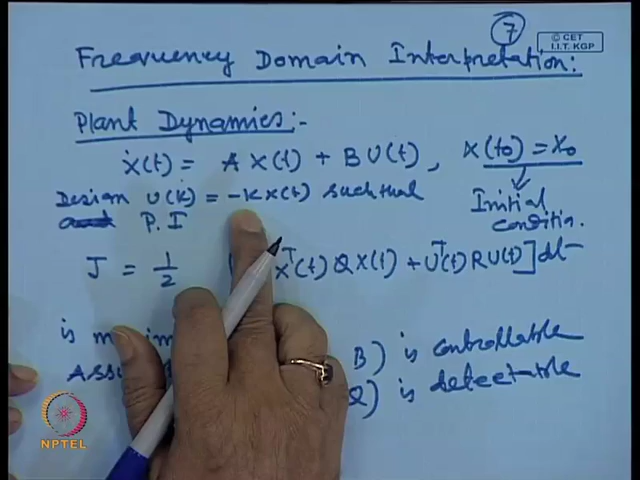 7
© CET
I.I.T. KGP
Frequency Domain Interpretation:
Plant Dynamics:-
ẋ(t) = A x(t) + B U(t), x(t0) = x0
Design U(k) = -K x(t) such that
P.I
Initial
J = 1/2 x^T(t) Q x(t) + U^T(t) R U(t)] dt
is
B) is controllable
Q) is detectable
NPTEL